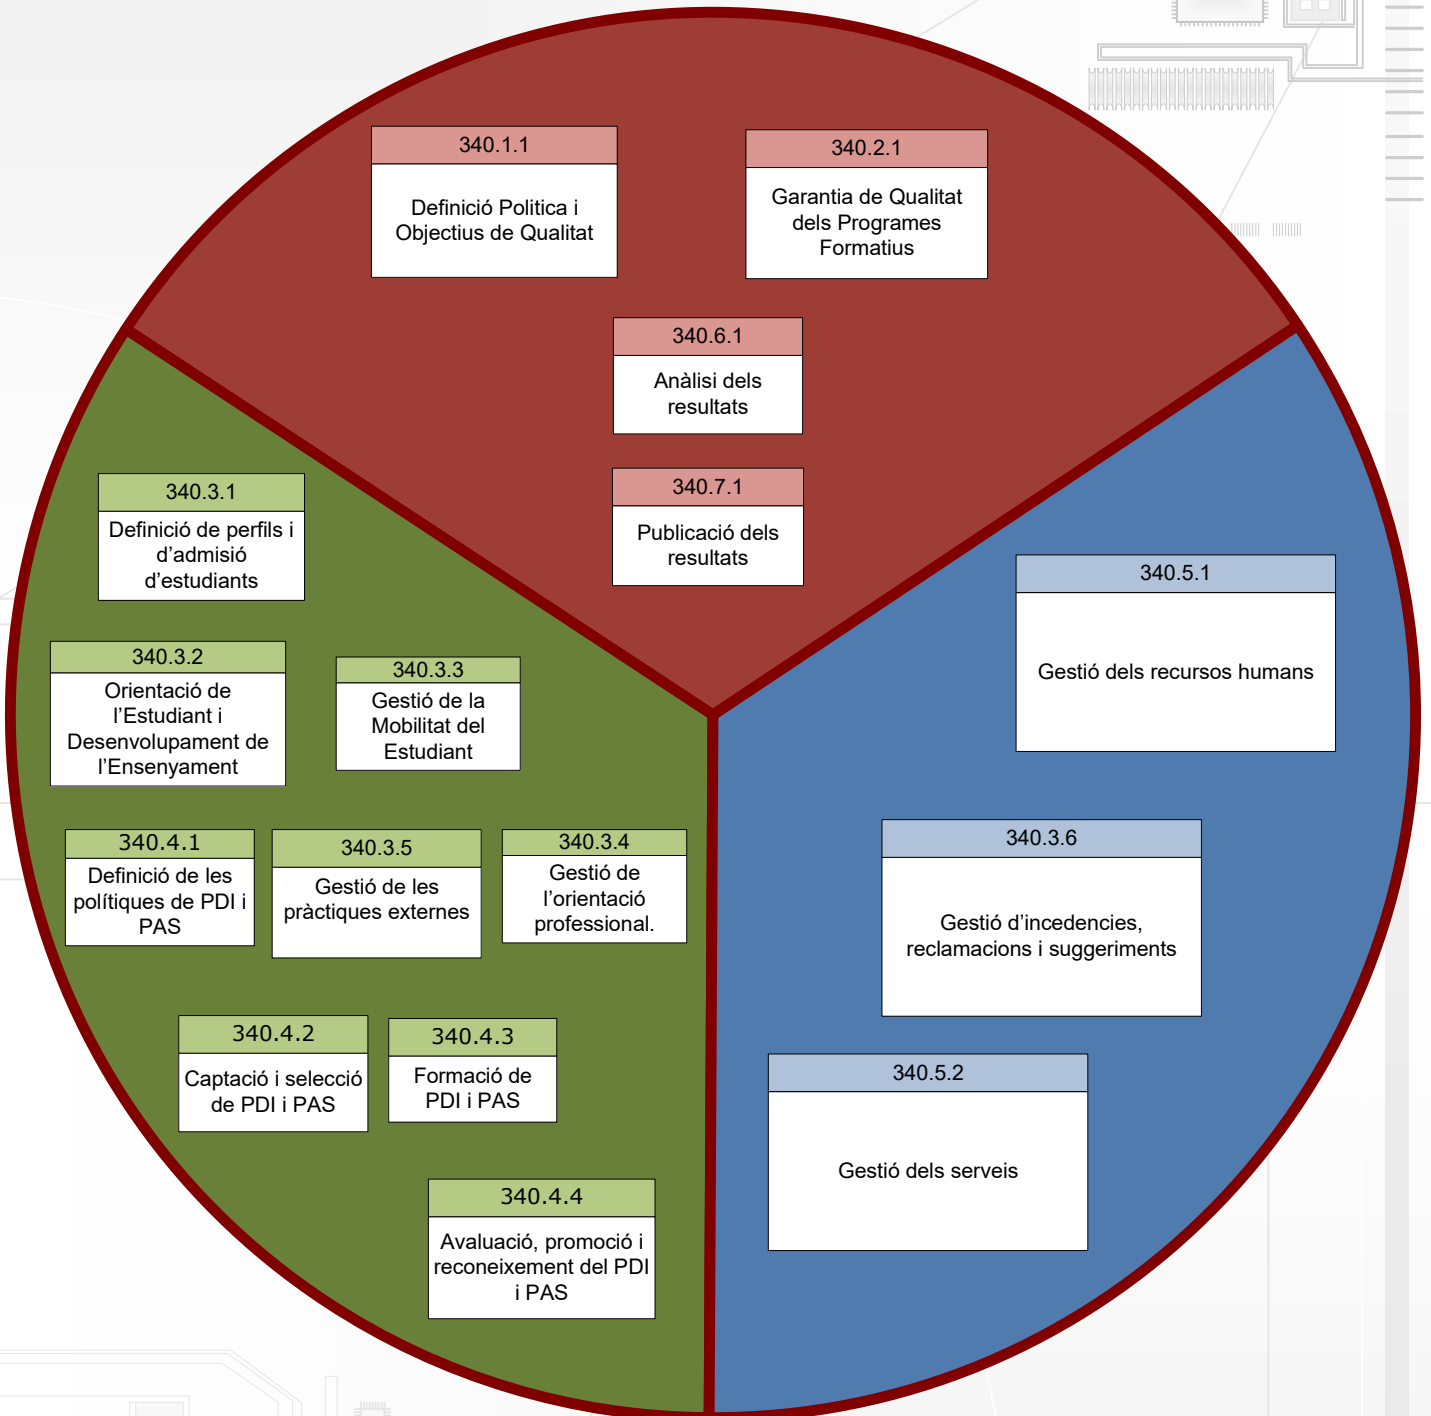 340.1.1
Definició Politica i
Objectius de Qualitat
340.2.1
Garantia de Qualitat
dels Programes
Formatius
340.6.1
Anàlisi dels
resultats
340.7.1
Publicació dels
resultats
340.3.1
Definició de perfils i
d’admisió
d’estudiants
340.3.2
Orientació de
l’Estudiant i
Desenvolupament de
l’Ensenyament
340.3.3
Gestió de la
Mobilitat del
Estudiant
340.4.1
Definició de les
polítiques de PDI i
PAS
340.3.5
Gestió de les
pràctiques externes
340.3.4
Gestió de
l’orientació
professional.
340.4.2
Captació i selecció
de PDI i PAS
340.4.3
Formació de
PDI i PAS
340.4.4
Avaluació, promoció i
reconeixement del PDI
i PAS
340.5.1
Gestió dels recursos humans
340.3.6
Gestió d’incedencies,
reclamacions i suggeriments
340.5.2
Gestió dels serveis